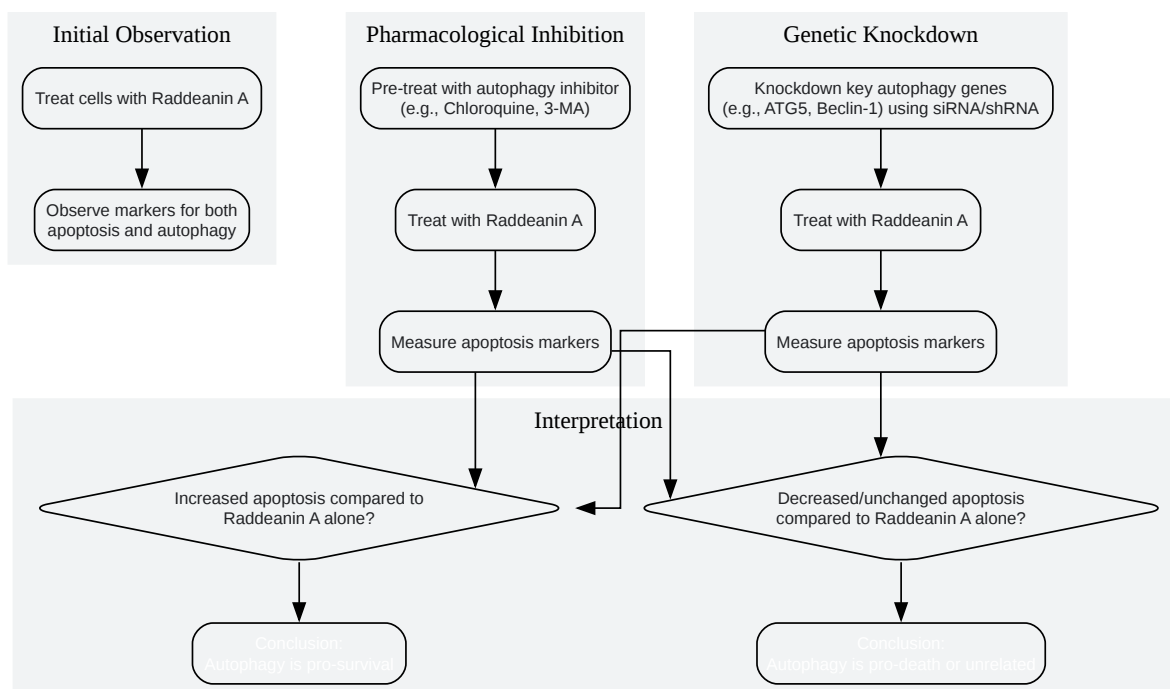 Initial Observation
Treat cells with Raddeanin A
Observe markers for both
apoptosis and autophagy
Pharmacological Inhibition
Pre-treat with autophagy inhibitor
(e.g., Chloroquine, 3-MA)
Treat with Raddeanin A
Measure apoptosis markers
Genetic Knockdown
Knockdown key autophagy genes
(e.g., ATG5, Beclin-1) using siRNA/shRNA
Treat with Raddeanin A
Measure apoptosis markers
Interpretation
Increased apoptosis compared to
Raddeanin A alone?
Decreased/unchanged apoptosis
compared to Raddeanin A alone?
Conclusion:
Autophagy is pro-survival
Conclusion:
Autophagy is pro-death or unrelated